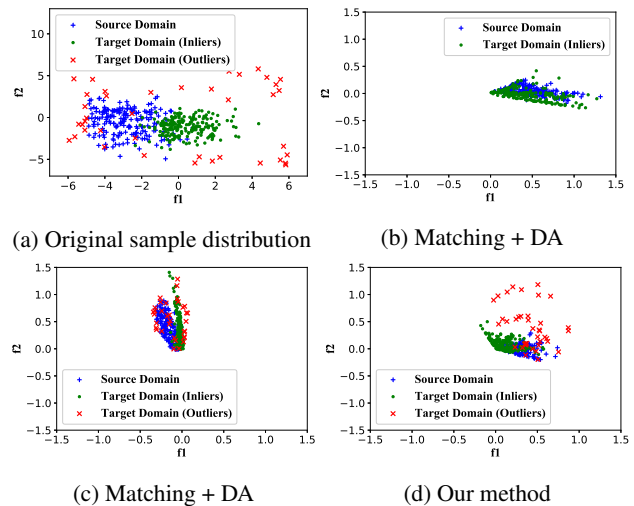 Source Domain
Target Domain (Inliers)
Target Domain (Outliers)
10
5
0
−5
f2
−6 −4 −2 0 2 4 6
f1
(a) Original sample distribution
Source Domain
Target Domain (Inliers)
1.5
1.0
0.5
0.0
−0.5
−1.0
−1.5
f2
−1.5 −1.0 −0.5 0.0 0.5 1.0 1.5
f1
(b) Matching + DA
1.5
1.0
0.5
0.0
−0.5
−1.0
−1.5
f2
Source Domain
Target Domain (Inliers)
Target Domain (Outliers)
−1.5 −1.0 −0.5 0.0 0.5 1.0 1.5
f1
(c) Matching + DA
1.5
1.0
0.5
0.0
−0.5
−1.0
−1.5
f2
Source Domain
Target Domain (Inliers)
Target Domain (Outliers)
−1.5 −1.0 −0.5 0.0 0.5 1.0 1.5
f1
(d) Our method